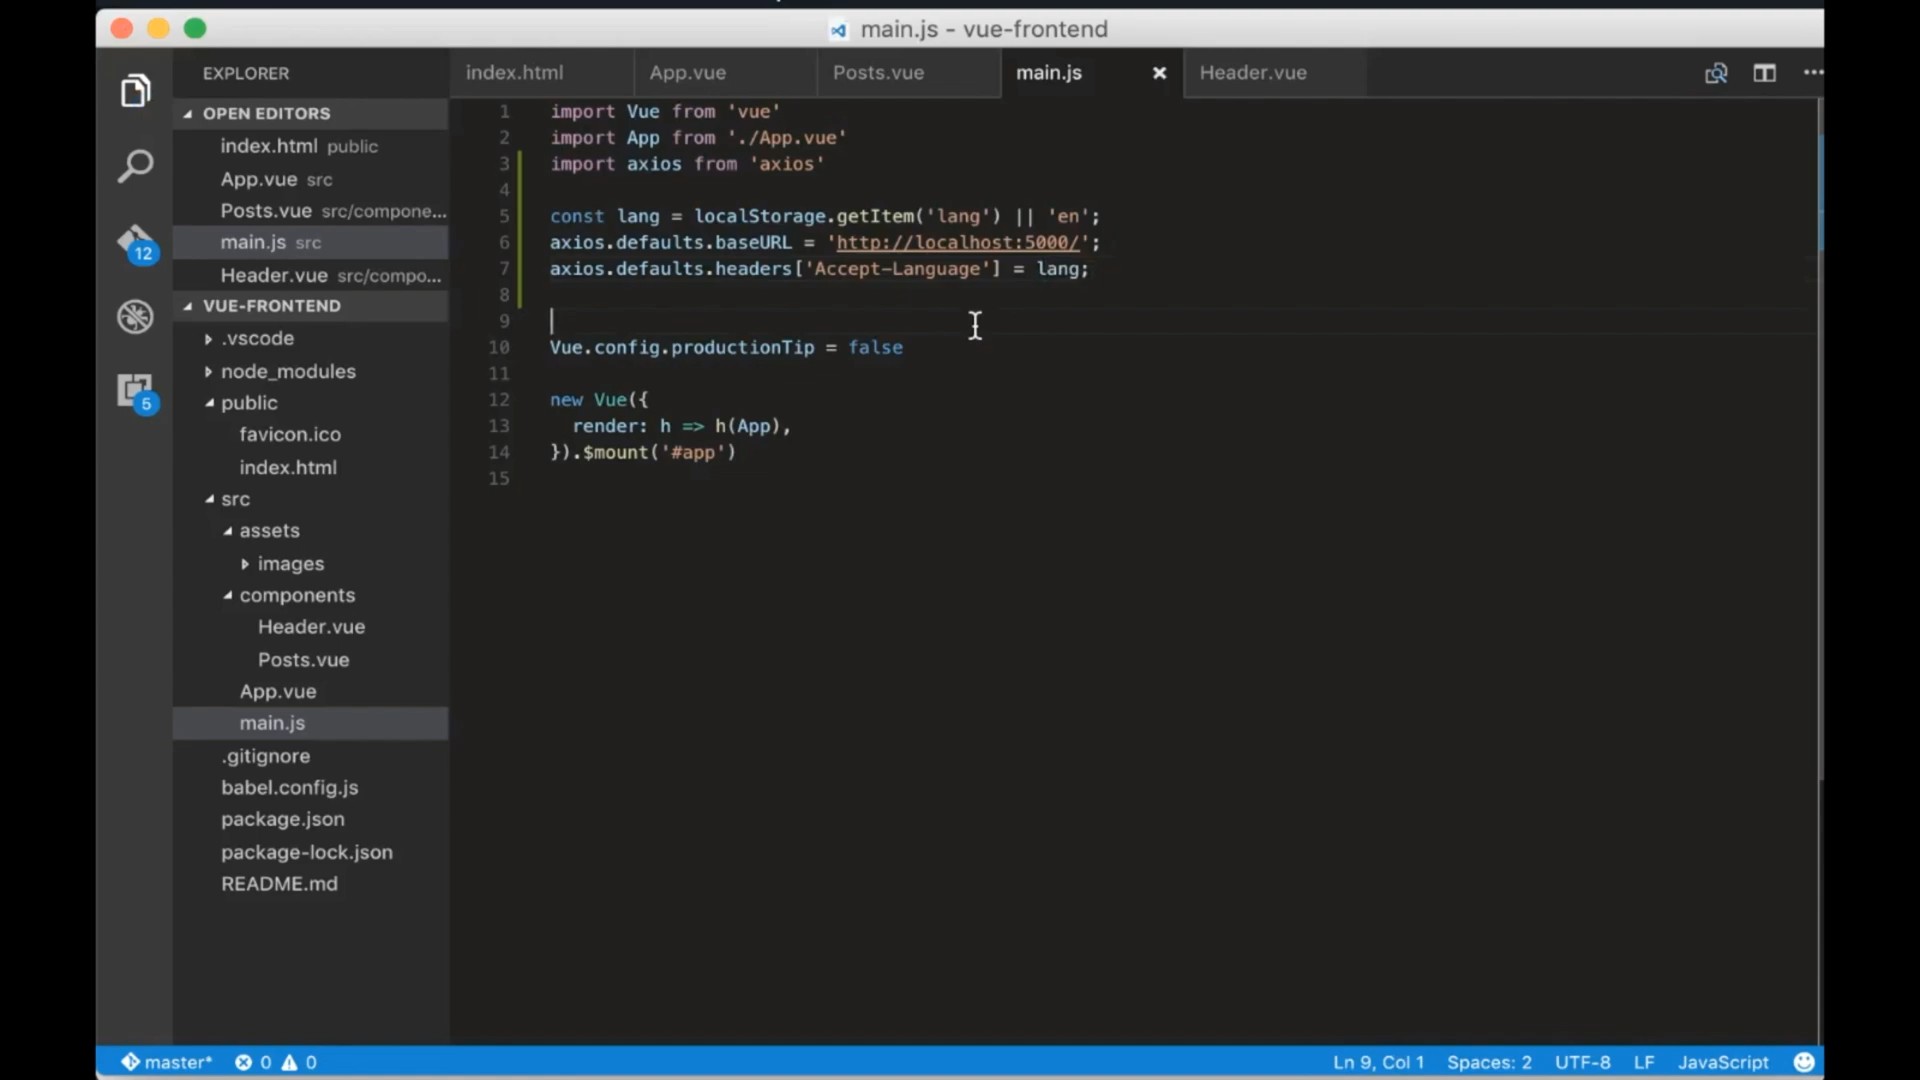 main.js - vue-frontend
EXPLORER
OPEN EDITORS
index.html public
App.vue src
Posts.vue src/compone...
main.js src
Header.vue src/compo...
VUE-FRONTEND
.vscode
node_modules
public
favicon.ico
index.html
src
assets
images
components
Header.vue
Posts.vue
App.vue
main.js
.gitignore
babel.config.js
package.json
package-lock.json
README.md
12
5
index.html App.vue Posts.vue main.js Header.vue
1 import Vue from 'vue'
2 import App from './App.vue'
3 import axios from 'axios'
4
5 const lang = localStorage.getItem('lang') || 'en';
6 axios.defaults.baseURL = 'http://localhost:5000/';
7 axios.defaults.headers['Accept-Language'] = lang;
8
9
10 Vue.config.productionTip = false
11
12 new Vue({
13   render: h => h(App),
14 }).$mount('#app')
15
master* 0 0 Ln 9, Col 1 Spaces: 2 UTF-8 LF JavaScript